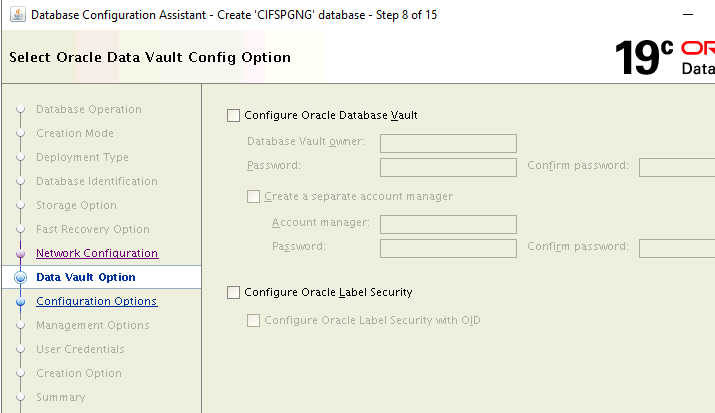 Database Configuration Assistant - Create 'CIFSPGNG' database - Step 8 of 15
Select Oracle Data Vault Config Option
19c
Data
Database Operation
Creation Mode
Deployment Type
Database Identification
Storage Option
Fast Recovery Option
Network Configuration
Data Vault Option
Configuration Options
Management Options
User Credentials
Creation Option
Summary
Configure Oracle Database Vault
Database Vault owner:
Password: Confirm password:
Create a separate account manager
Account manager:
Password: Confirm password:
Configure Oracle Label Security
Configure Oracle Label Security with OID